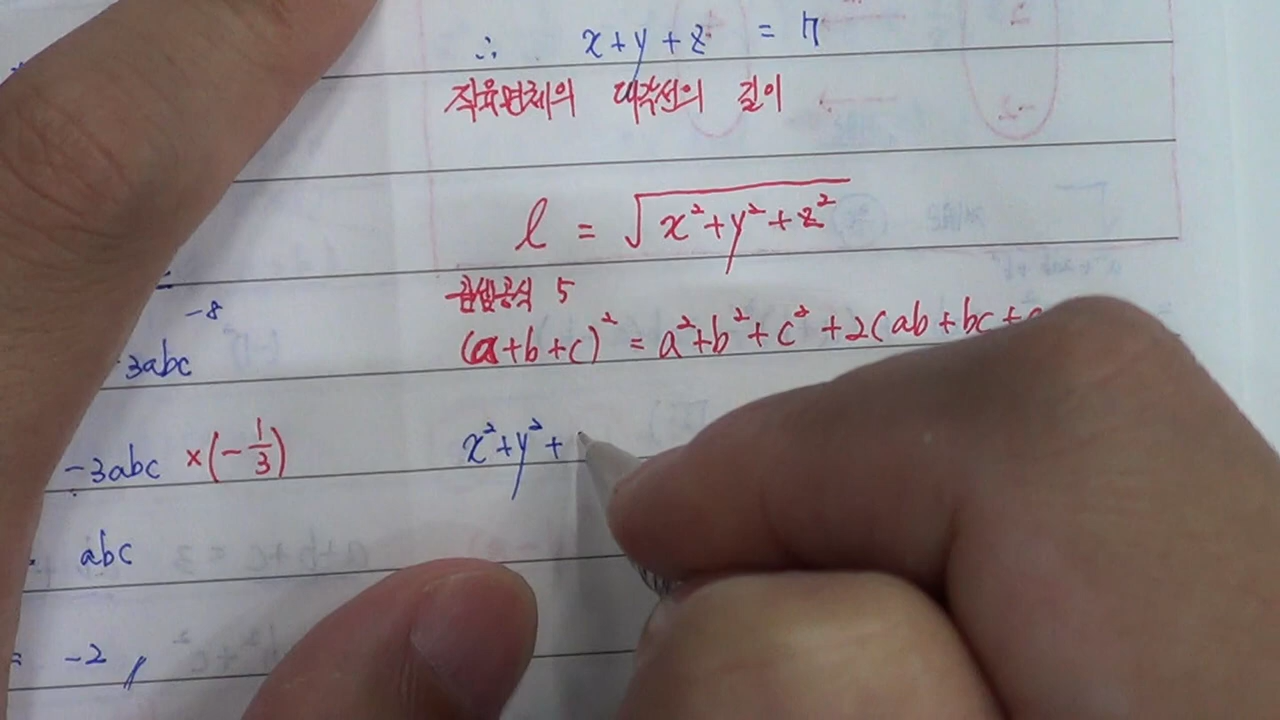 ∴ x+y+z = 7
직육면체의 대각선의 길이
l = √x²+y²+z²
곱셈공식 5
(a+b+c)² = a²+b²+c²+2(ab+bc+
x²+y²+
-8
3abc
-3abc ×(-1/3)
abc
= -2 //